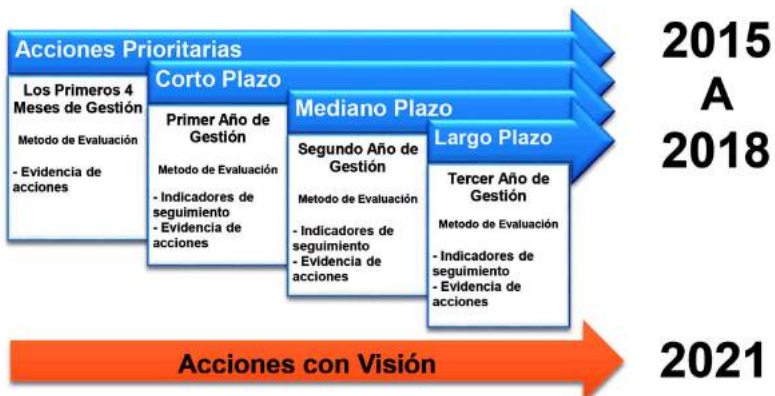 Acciones Prioritarias
Los Primeros 4
Meses de Gestión
Metodo de Evaluación
- Evidencia de
acciones
Corto Plazo
Primer Año de
Gestión
Metodo de Evaluación
- Indicadores de
seguimiento
- Evidencia de
acciones
Mediano Plazo
Segundo Año de
Gestión
Metodo de Evaluación
- Indicadores de
seguimiento
- Evidencia de
acciones
Largo Plazo
Tercer Año de
Gestión
Metodo de Evaluación
- Indicadores de
seguimiento
- Evidencia de
acciones
2015
A
2018
Acciones con Visión
2021